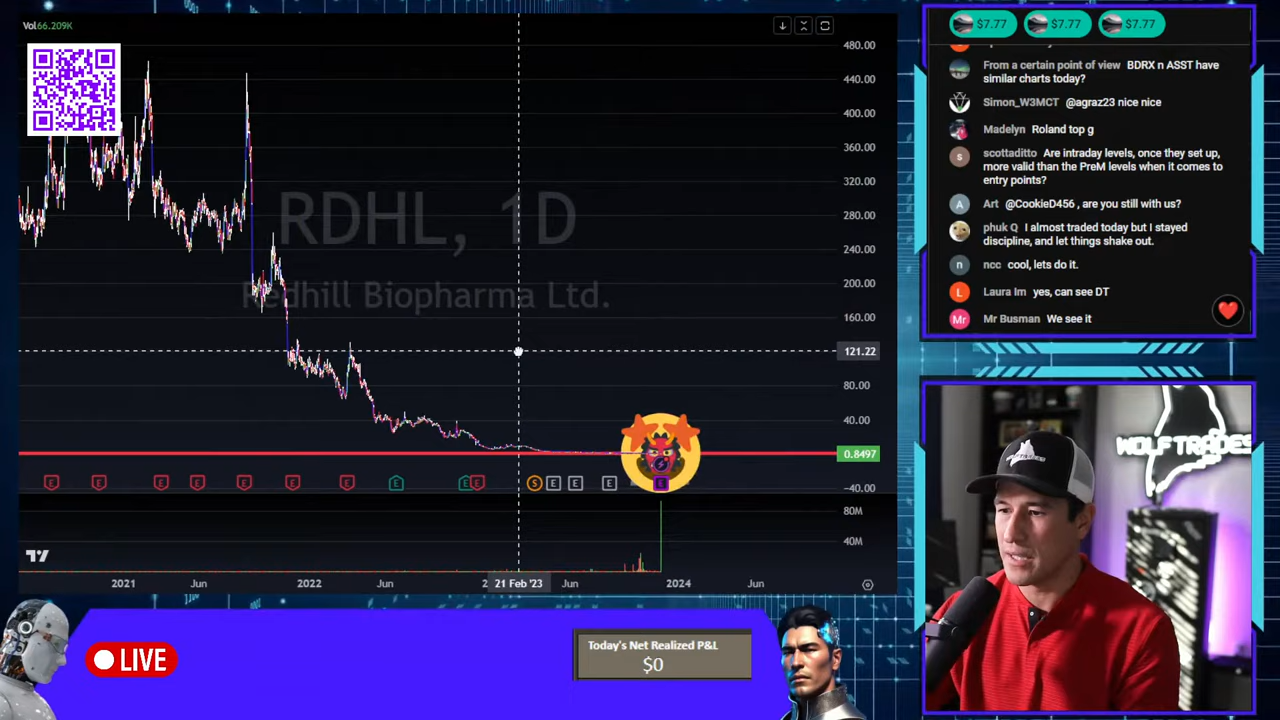 Vol66.209K
RDHL, 1D
Redhill Biopharma Ltd.
480.00
440.00
400.00
360.00
320.00
280.00
240.00
200.00
160.00
121.22
80.00
40.00
0.8497
-40.00
80M
40M
E E E E E E E E E S E E E E
2021 Jun 2022 Jun 21 Feb '23 Jun 2024 Jun
LIVE
Today's Net Realized P&L
$0
$7.77 $7.77 $7.77
From a certain point of view BDRX n ASST have
similar charts today?
Simon_W3MCT @agraz23 nice nice
Madelyn Roland top g
s scottaditto Are intraday levels, once they set up,
more valid than the PreM levels when it comes to
entry points?
A Art @CookieD456 , are you still with us?
phuk Q I almost traded today but I stayed
discipline, and let things shake out.
n ncc cool, lets do it.
L Laura Im yes, can see DT
Mr Mr Busman We see it
WOLFTRADES